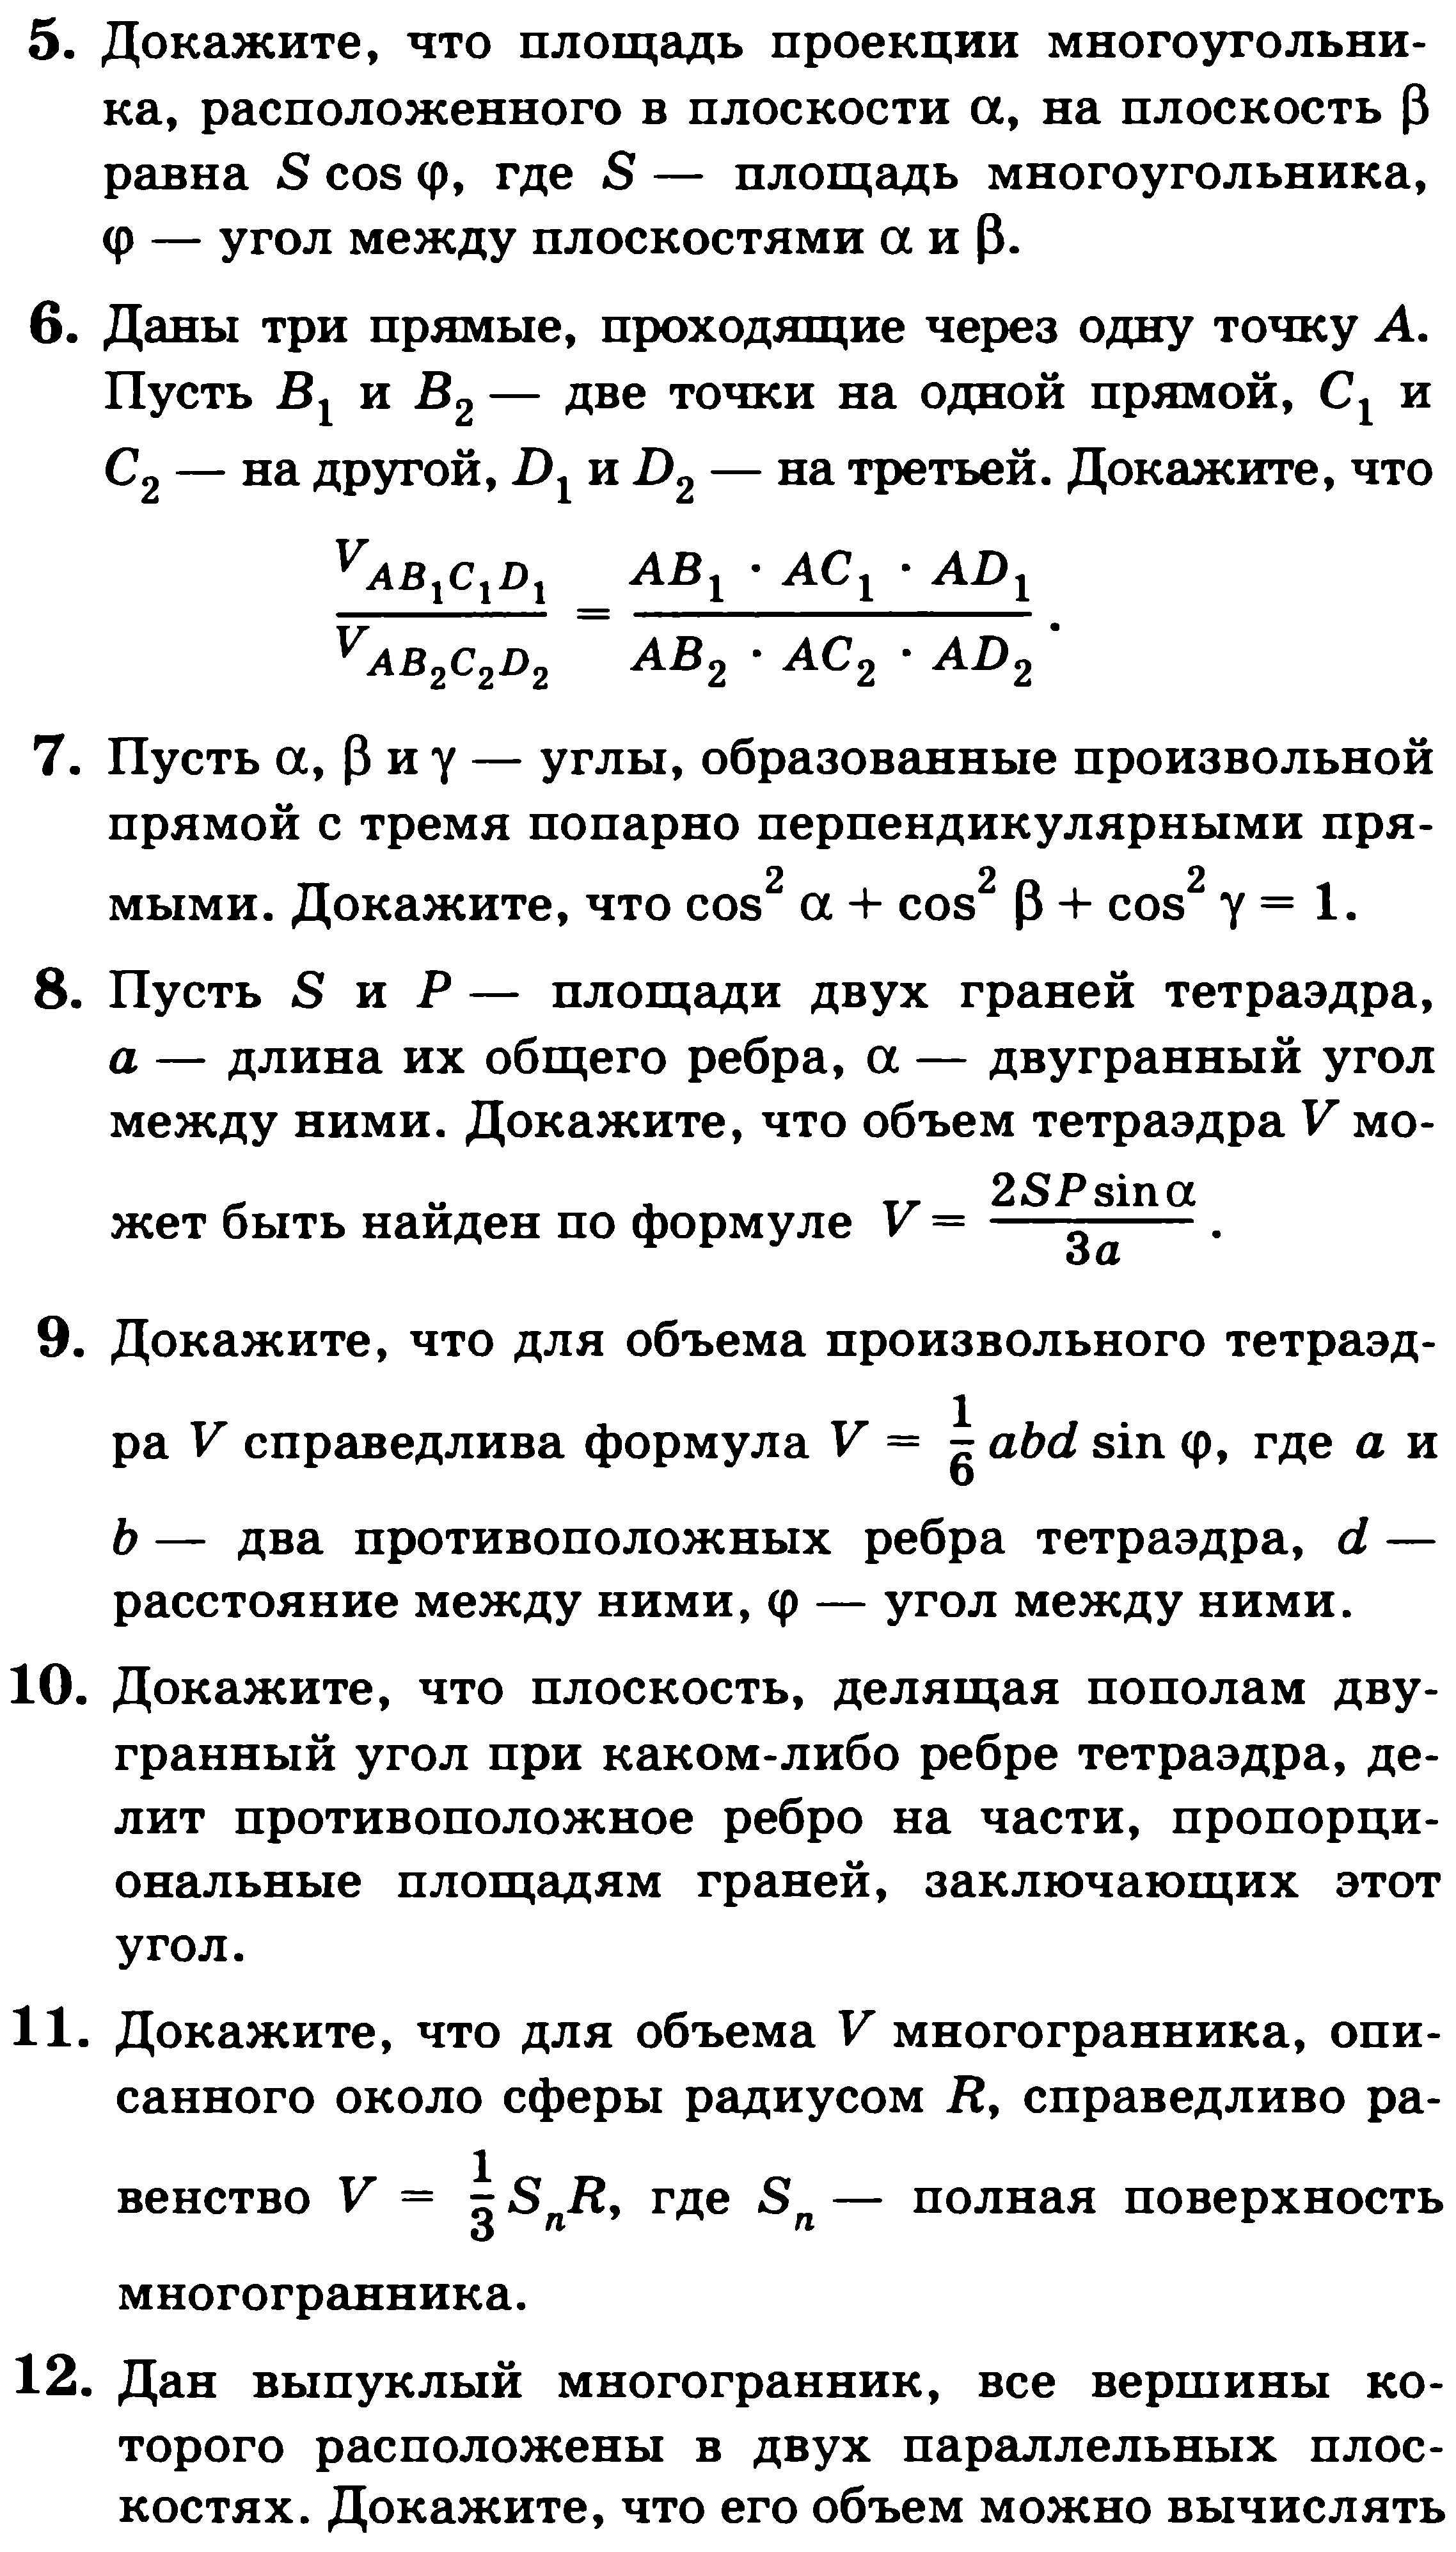 5. Докажите, что площадь проекции многоугольни-
ка, расположенного в плоскости α, на плоскость β
равна S cos φ, где S — площадь многоугольника,
φ — угол между плоскостями α и β.
6. Даны три прямые, проходящие через одну точку A.
Пусть B₁ и B₂ — две точки на одной прямой, C₁ и
C₂ — на другой, D₁ и D₂ — на третьей. Докажите, что
V_{AB₁C₁D₁} / V_{AB₂C₂D₂} = AB₁ · AC₁ · AD₁ / AB₂ · AC₂ · AD₂ .
7. Пусть α, β и γ — углы, образованные произвольной
прямой с тремя попарно перпендикулярными пря-
мыми. Докажите, что cos² α + cos² β + cos² γ = 1.
8. Пусть S и P — площади двух граней тетраэдра,
a — длина их общего ребра, α — двугранный угол
между ними. Докажите, что объем тетраэдра V мо-
жет быть найден по формуле V = 2SP sin α / 3a .
9. Докажите, что для объема произвольного тетраэд-
ра V справедлива формула V = 1/6 abd sin φ, где a и
b — два противоположных ребра тетраэдра, d —
расстояние между ними, φ — угол между ними.
10. Докажите, что плоскость, делящая пополам дву-
гранный угол при каком-либо ребре тетраэдра, де-
лит противоположное ребро на части, пропорци-
ональные площадям граней, заключающих этот
угол.
11. Докажите, что для объема V многогранника, опи-
санного около сферы радиусом R, справедливо ра-
венство V = 1/3 SₙR, где Sₙ — полная поверхность
многогранника.
12. Дан выпуклый многогранник, все вершины ко-
торого расположены в двух параллельных плос-
костях. Докажите, что его объем можно вычислять